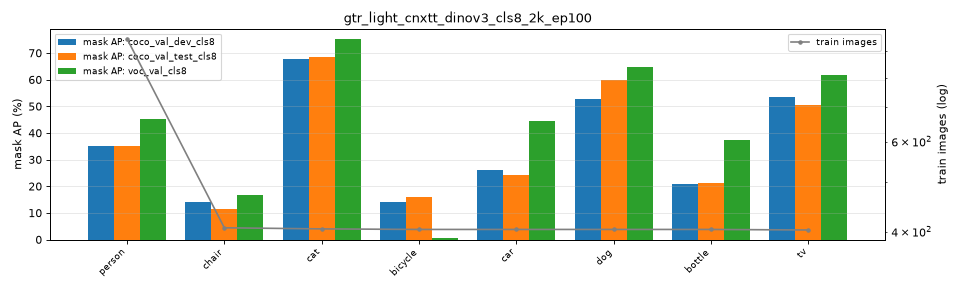 gtr_light_cnxtt_dinov3_cls8_2k_ep100
mask AP: coco_val_dev_cls8
mask AP: coco_val_test_cls8
mask AP: voc_val_cls8
train images
mask AP (%)
70
60
50
40
30
20
10
0
train images (log)
6 × 10²
4 × 10²
person
chair
cat
bicycle
car
dog
bottle
tv